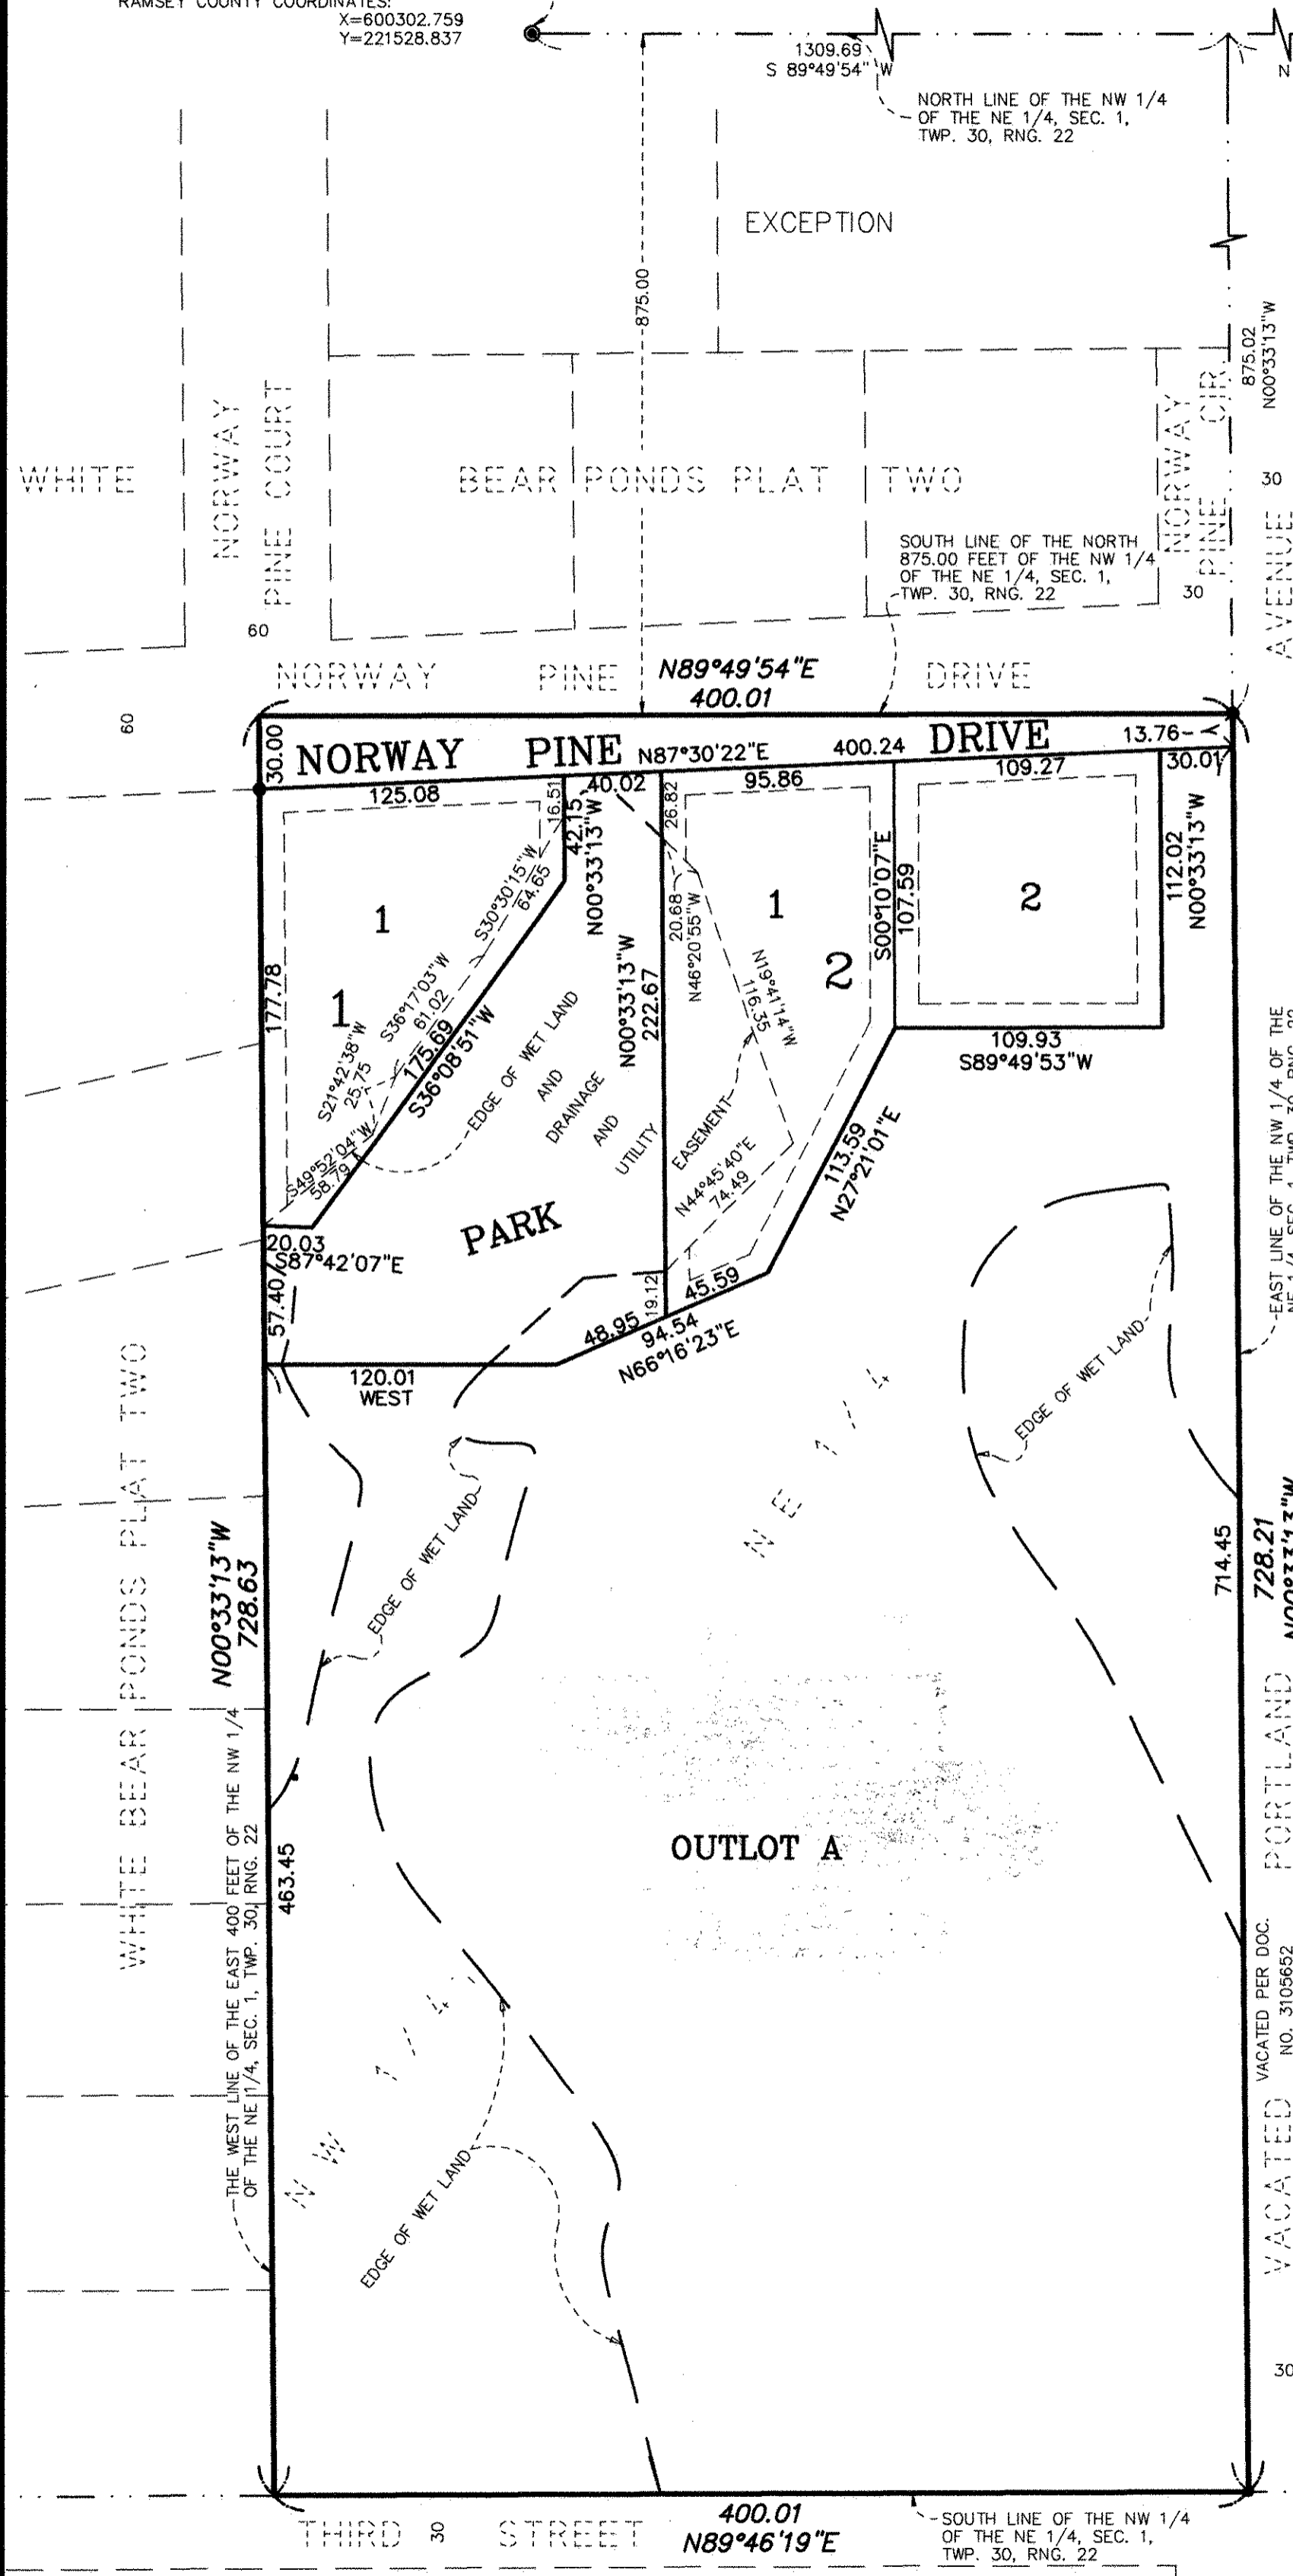 RAMSEY COUNTY COORDINATES:
X=600302.759
Y=221528.837
1309.69
S 89°49'54" W
N
NORTH LINE OF THE NW 1/4
OF THE NE 1/4, SEC. 1,
TWP. 30, RNG. 22
EXCEPTION
875.00
875.02
N00°33'13"W
NORWAY
PINE COURT
NORWAY
PINE CIR.
WHITE BEAR PONDS PLAT TWO
30
AVENUE
SOUTH LINE OF THE NORTH
875.00 FEET OF THE NW 1/4
OF THE NE 1/4, SEC. 1,
TWP. 30, RNG. 22
30
60
NORWAY PINE DRIVE
N89°49'54"E
400.01
60
30.00
NORWAY PINE DRIVE
N87°30'22"E
400.24
13.76
125.08
40.02
95.86
109.27
30.01
16.51
42.15
N00°33'13"W
26.82
S30°30'15"W
64.65
1
1
177.78
S36°17'03"W
61.02
175.69
S36°08'51"W
S21°42'38"W
25.75
S49°52'04"W
58.79
20.68
N46°20'55"W
1
2
N19°41'14"W
116.35
S00°10'07"E
107.59
2
112.02
N00°33'13"W
109.93
S89°49'53"W
N00°33'13"W
222.67
EDGE OF WET LAND
AND
DRAINAGE
AND
UTILITY
EASEMENT
N44°45'40"E
74.49
113.59
N27°21'01"E
PARK
20.03
S87°42'07"E
57.40
19.12
45.59
48.95
94.54
N66°16'23"E
120.01
WEST
EAST LINE OF THE NW 1/4 OF THE
NE 1/4, SEC. 1, TWP. 30, RNG. 22
EDGE OF WET LAND
NE 1/4
WHITE BEAR PONDS PLAT TWO
N00°33'13"W
728.63
EDGE OF WET LAND
714.45
728.21
N00°33'13"W
THE WEST LINE OF THE EAST 400 FEET OF THE NW 1/4
OF THE NE 1/4, SEC. 1, TWP. 30, RNG. 22
463.45
OUTLOT A
NW 1/4
VACATED PORTLAND
VACATED PER DOC.
NO. 3105652
EDGE OF WET LAND
30
THIRD STREET
30
400.01
N89°46'19"E
SOUTH LINE OF THE NW 1/4
OF THE NE 1/4, SEC. 1,
TWP. 30, RNG. 22